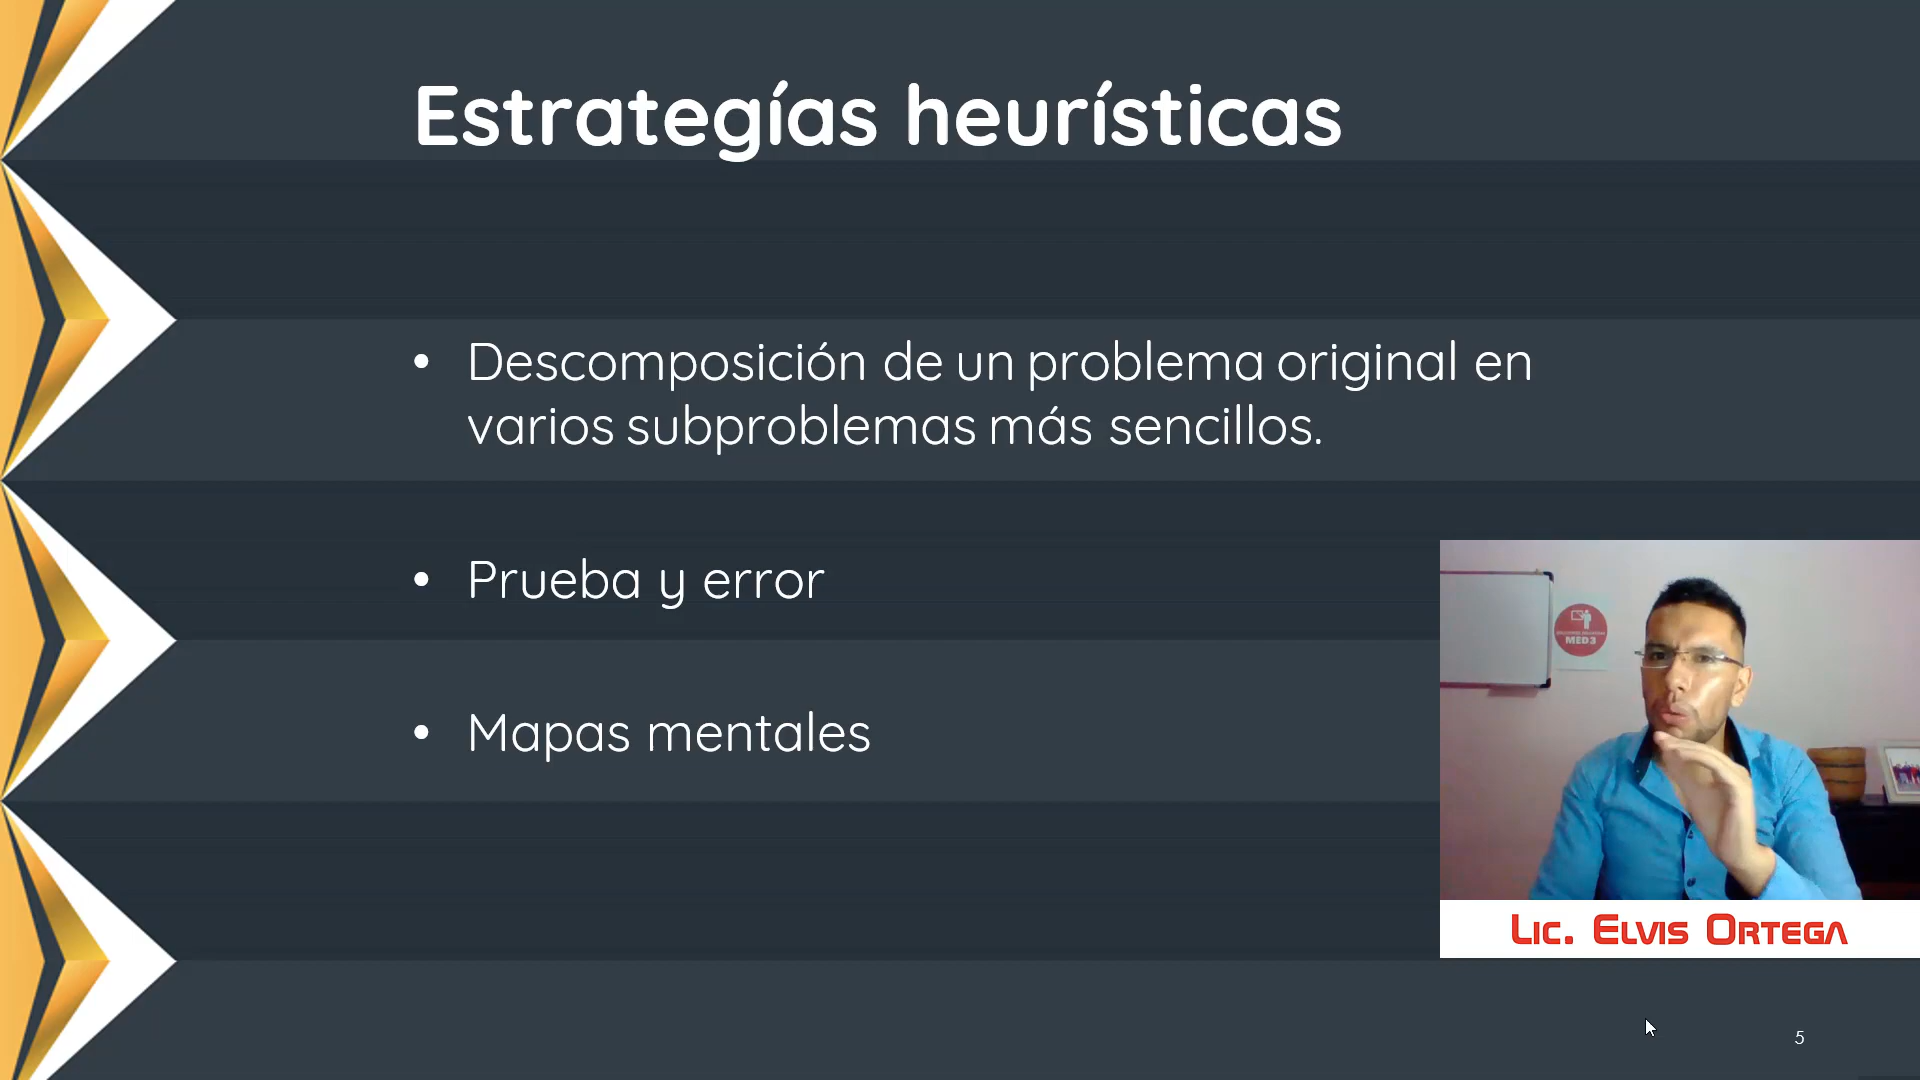 Estrategías heurísticas
• Descomposición de un problema original en
varios subproblemas más sencillos.
• Prueba y error
• Mapas mentales
MED3
Lic. Elvis Ortega
5